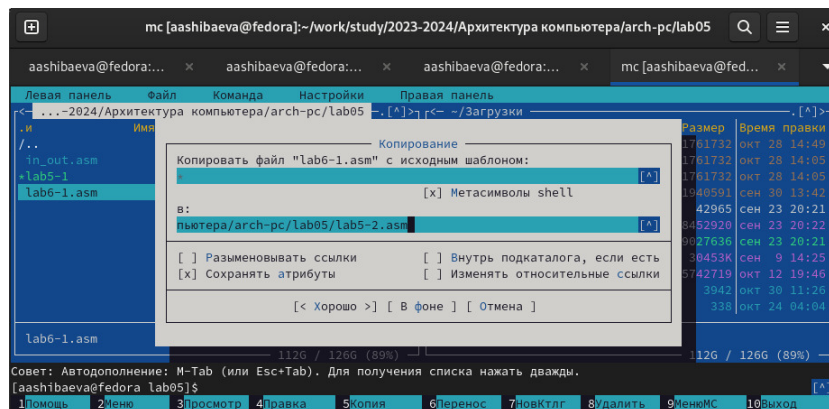 mc [aashibaeva@fedora]:~/work/study/2023-2024/Архитектура компьютера/arch-pc/lab05
aashibaeva@fedora:... × aashibaeva@fedora:... × aashibaeva@fedora:... × mc [aashibaeva@fed... ×
Левая панель Файл Команда Настройки Правая панель
<─ ...-2024/Архитектура компьютера/arch-pc/lab05 ─.[^]> <─ ~/Загрузки .[^]>
.и Имя Размер Время правки
/.. 1761732 окт 28 14:49
in_out.asm 1761732 окт 28 14:05
*lab5-1 1761732 окт 28 14:05
lab6-1.asm 1940591 сен 30 13:42
Копирование
Копировать файл "lab6-1.asm" с исходным шаблоном:
* [^]
[x] Метасимволы shell
в: 42965 сен 23 20:21
пьютера/arch-pc/lab05/lab5-2.asm [^] 8452920 сен 23 20:22
9027636 сен 23 20:21
[ ] Разыменовывать ссылки [ ] Внутрь подкаталога, если есть 30453K сен 9 14:25
[x] Сохранять атрибуты [ ] Изменять относительные ссылки 5742719 окт 12 19:46
3942 окт 30 11:26
[< Хорошо >] [ В фоне ] [ Отмена ] 338 окт 24 04:04
lab6-1.asm
112G / 126G (89%) 112G / 126G (89%)
Совет: Автодополнение: M-Tab (или Esc+Tab). Для получения списка нажать дважды.
[aashibaeva@fedora lab05]$ [^]
1Помощь 2Меню 3Просмотр 4Правка 5Копия 6Перенос 7НовКтлг 8Удалить 9МенюMC 10Выход